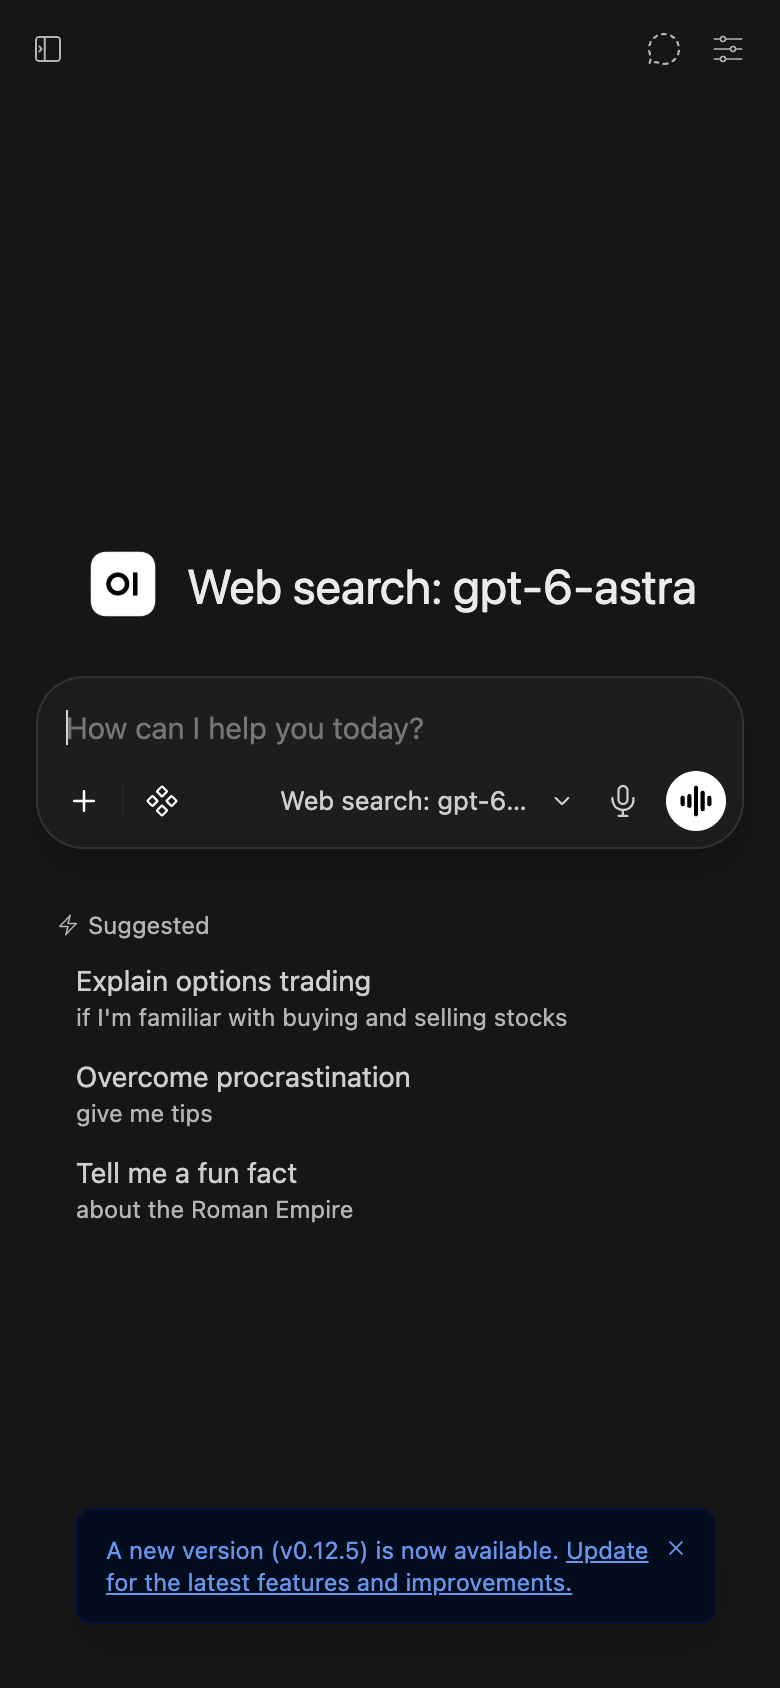 OI
Web search: gpt-6-astra
How can I help you today?
Web search: gpt-6...
Suggested
Explain options trading
if I'm familiar with buying and selling stocks
Overcome procrastination
give me tips
Tell me a fun fact
about the Roman Empire
A new version (v0.12.5) is now available. Update
for the latest features and improvements.